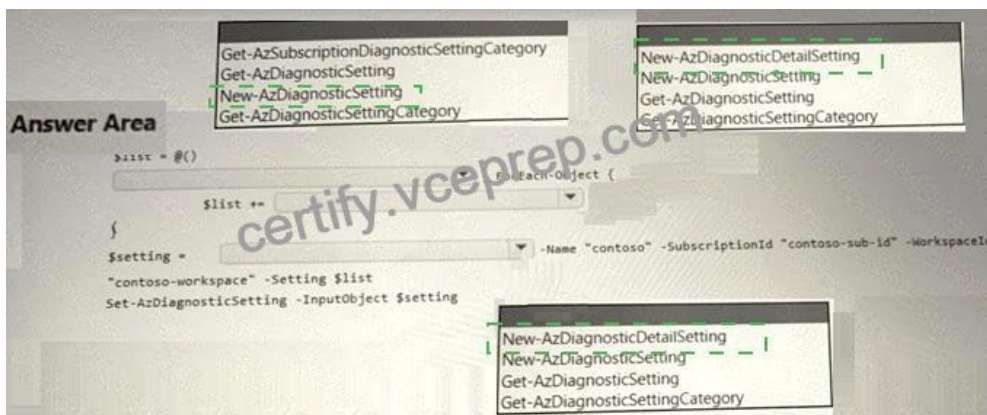 Get-AzSubscriptionDiagnosticSettingCategory
Get-AzDiagnosticSetting
New-AzDiagnosticSetting
Get-AzDiagnosticSettingCategory
New-AzDiagnosticDetailSetting
New-AzDiagnosticSetting
Get-AzDiagnosticSetting
Get-AzDiagnosticSettingCategory
Answer Area
$list = @()
ForEach-Object {
$list +=
}
$setting =
-Name "contoso" -SubscriptionId "contoso-sub-id" -WorkspaceId
"contoso-workspace" -Setting $list
Set-AzDiagnosticSetting -InputObject $setting
certify.vceprep.com
New-AzDiagnosticDetailSetting
New-AzDiagnosticSetting
Get-AzDiagnosticSetting
Get-AzDiagnosticSettingCategory